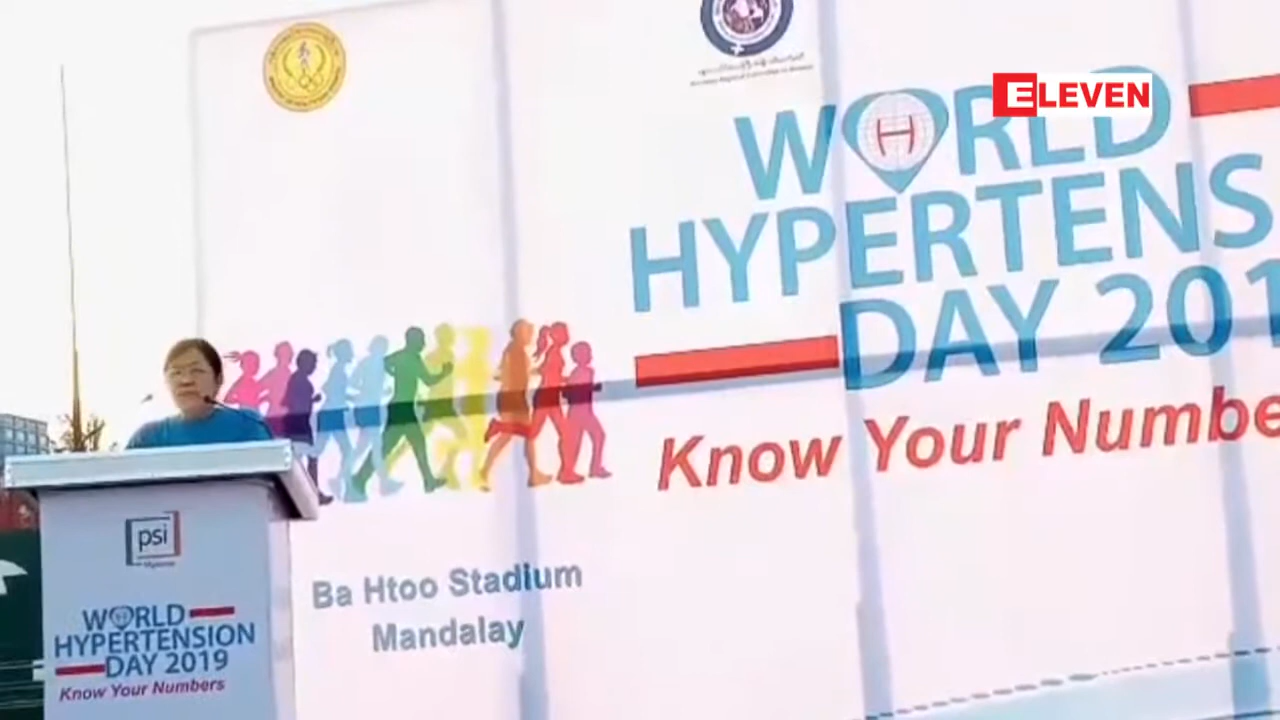 ELEVEN
WORLD
HYPERTENS
DAY 201
Know Your Numbe
Ba Htoo Stadium
Mandalay
psi
Myanmar
WORLD
HYPERTENSION
DAY 2019
Know Your Numbers